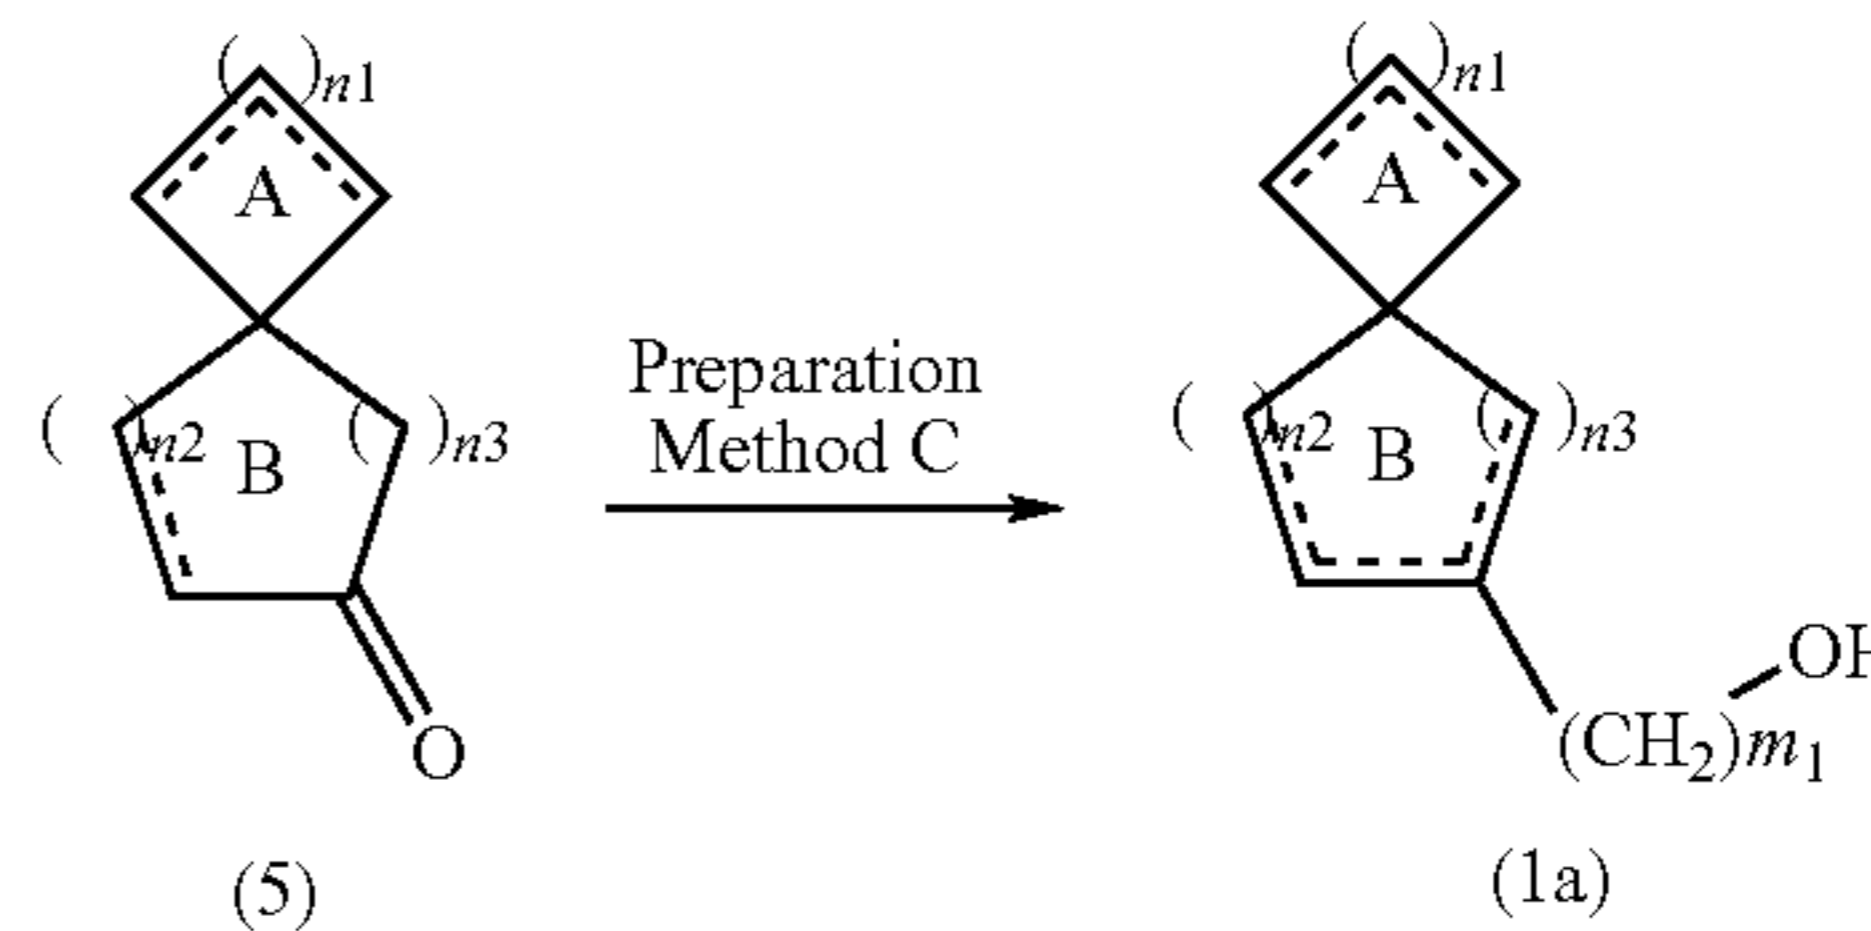 ( )n1
A
( )n2 B ( )n3
O
(5)
Preparation
Method C
( )n1
A
( )n2 B ( )n3
OH
(CH2)m1
(1a)